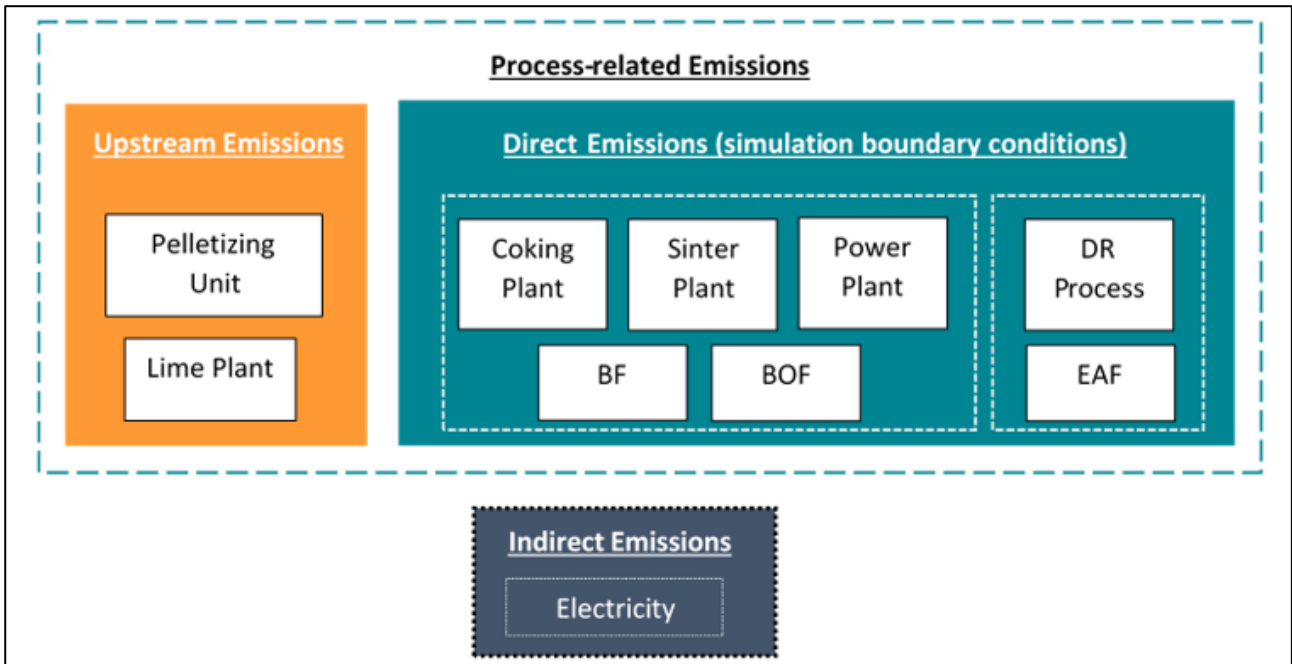 Process-related Emissions
Upstream Emissions
Pelletizing
Unit
Lime Plant
Direct Emissions (simulation boundary conditions)
Coking
Plant
Sinter
Plant
Power
Plant
BF
BOF
DR
Process
EAF
Indirect Emissions
Electricity